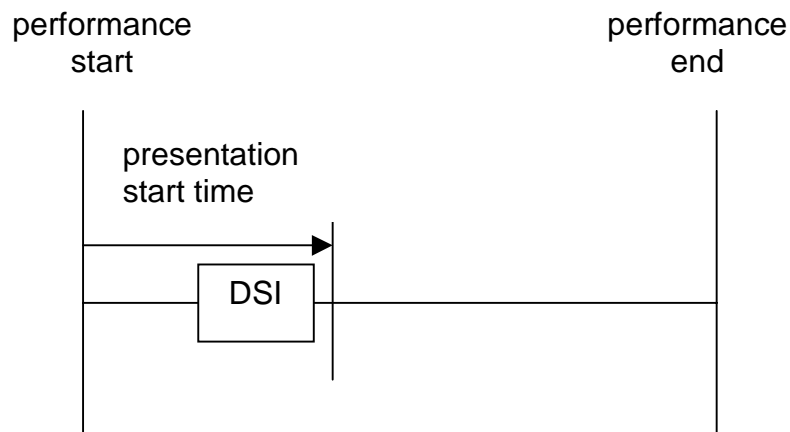 performance
start
performance
end
presentation
start time
DSI